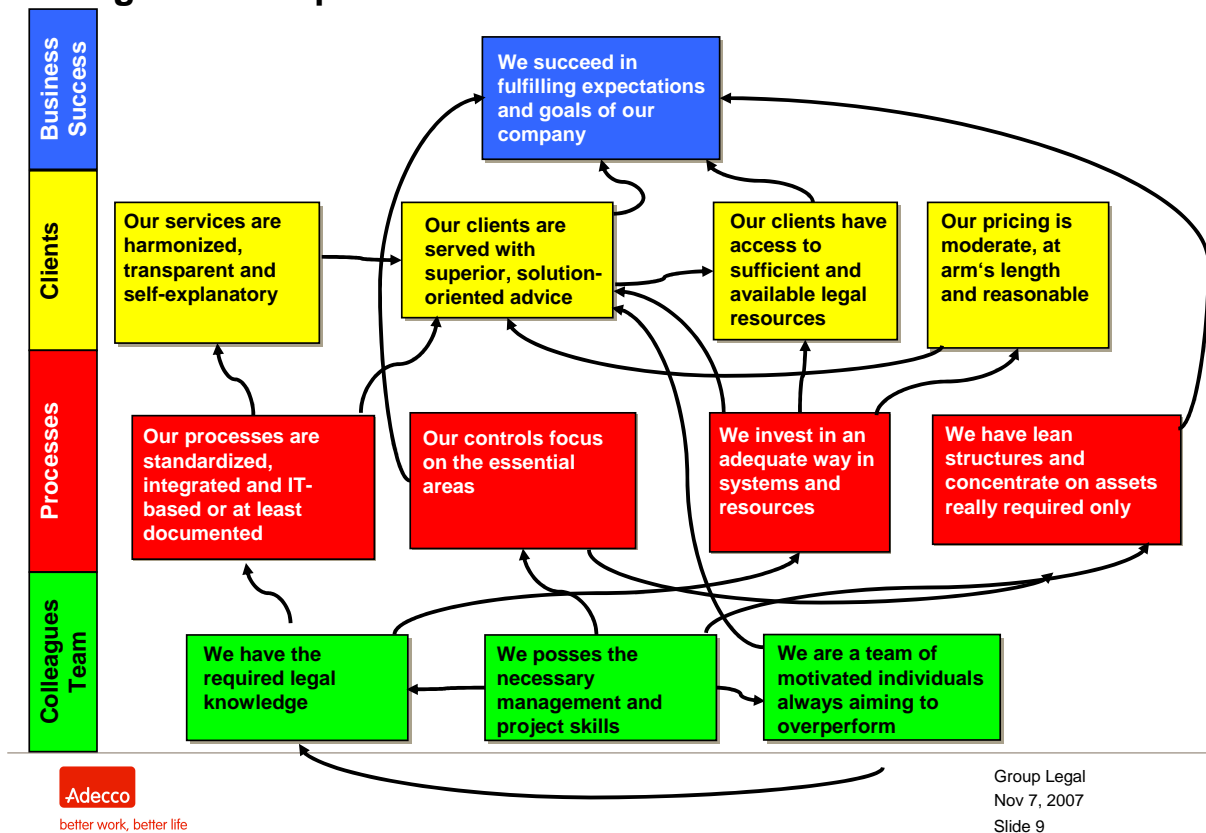 Business
Success
We succeed in
fulfilling expectations
and goals of our
company
Clients
Our services are
harmonized,
transparent and
self-explanatory
Our clients are
served with
superior, solution-
oriented advice
Our clients have
access to
sufficient and
available legal
resources
Our pricing is
moderate, at
arm‘s length
and reasonable
Processes
Our processes are
standardized,
integrated and IT-
based or at least
documented
Our controls focus
on the essential
areas
We invest in an
adequate way in
systems and
resources
We have lean
structures and
concentrate on assets
really required only
Colleagues
Team
We have the
required legal
knowledge
We posses the
necessary
management and
project skills
We are a team of
motivated individuals
always aiming to
overperform
Adecco
better work, better life
Group Legal
Nov 7, 2007
Slide 9